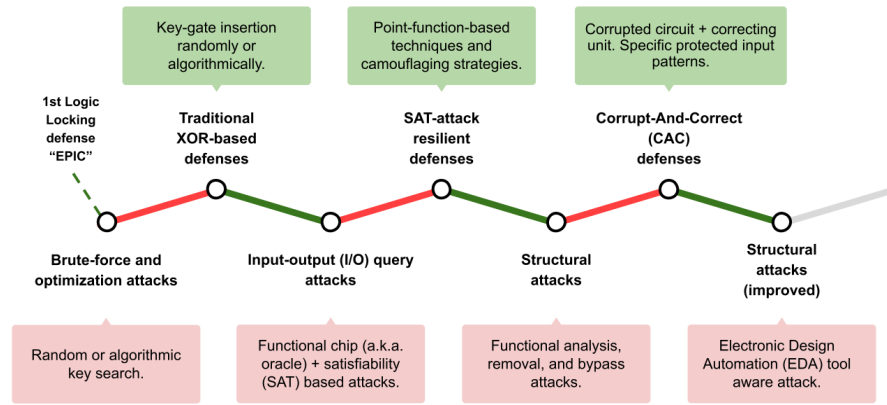 Key-gate insertion
randomly or
algorithmically.
Point-function-based
techniques and
camouflaging strategies.
Corrupted circuit + correcting
unit. Specific protected input
patterns.
1st Logic
Locking
defense
“EPIC”
Traditional
XOR-based
defenses
SAT-attack
resilient
defenses
Corrupt-And-Correct
(CAC)
defenses
Brute-force and
optimization attacks
Input-output (I/O) query
attacks
Structural
attacks
Structural
attacks
(improved)
Random or algorithmic
key search.
Functional chip (a.k.a.
oracle) + satisfiability
(SAT) based attacks.
Functional analysis,
removal, and bypass
attacks.
Electronic Design
Automation (EDA) tool
aware attack.